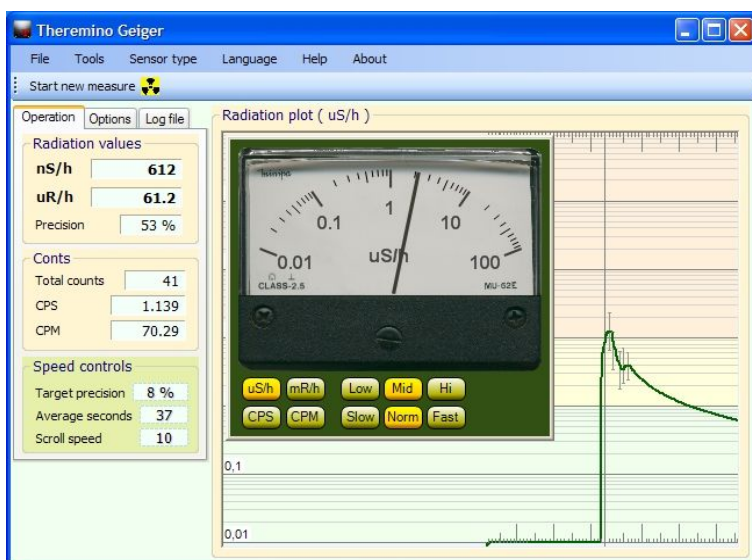 Theremino Geiger
File Tools Sensor type Language Help About
Start new measure
Operation Options Log file
Radiation values
nS/h 612
uR/h 61.2
Precision 53 %
Conts
Total counts 41
CPS 1.139
CPM 70.29
Speed controls
Target precision 8 %
Average seconds 37
Scroll speed 10
Radiation plot ( uS/h )
0.01 0.1 1 10 100
uS/h
CLASS-2.5 MU-52E
uS/h mR/h Low Mid Hi
CPS CPM Slow Norm Fast
0,1
0,01